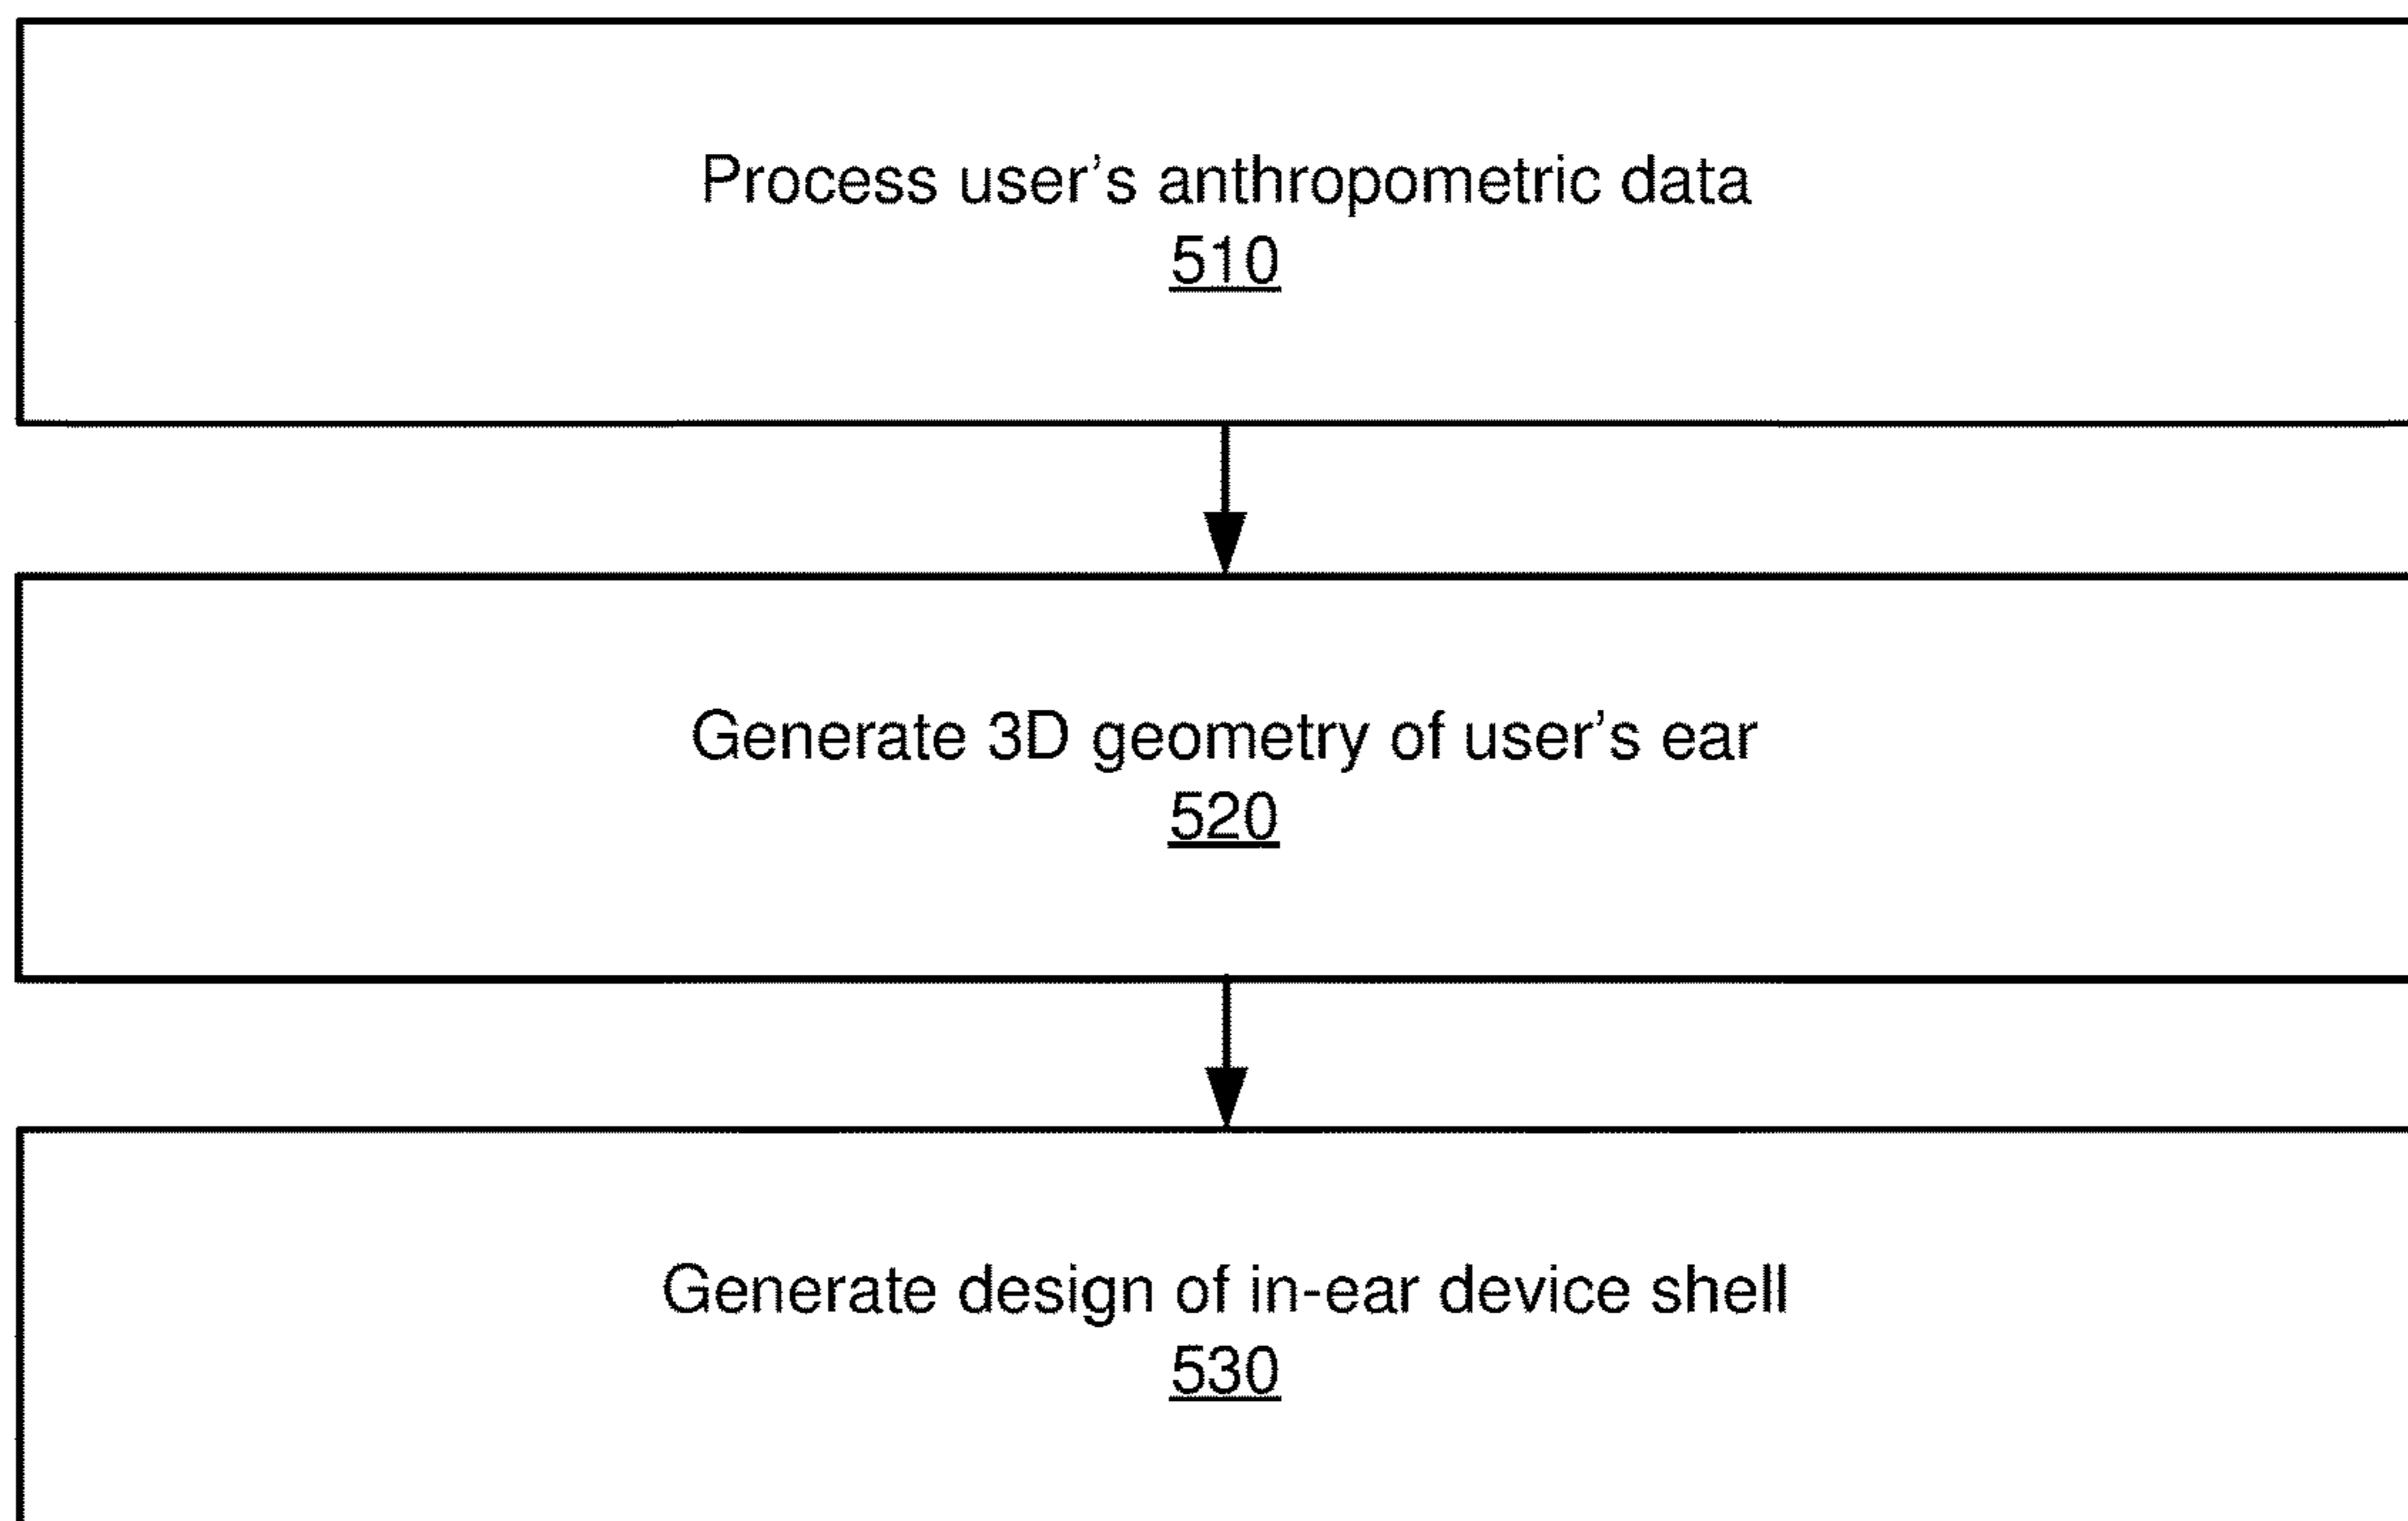 Process user’s anthropometric data
510
Generate 3D geometry of user’s ear
520
Generate design of in-ear device shell
530